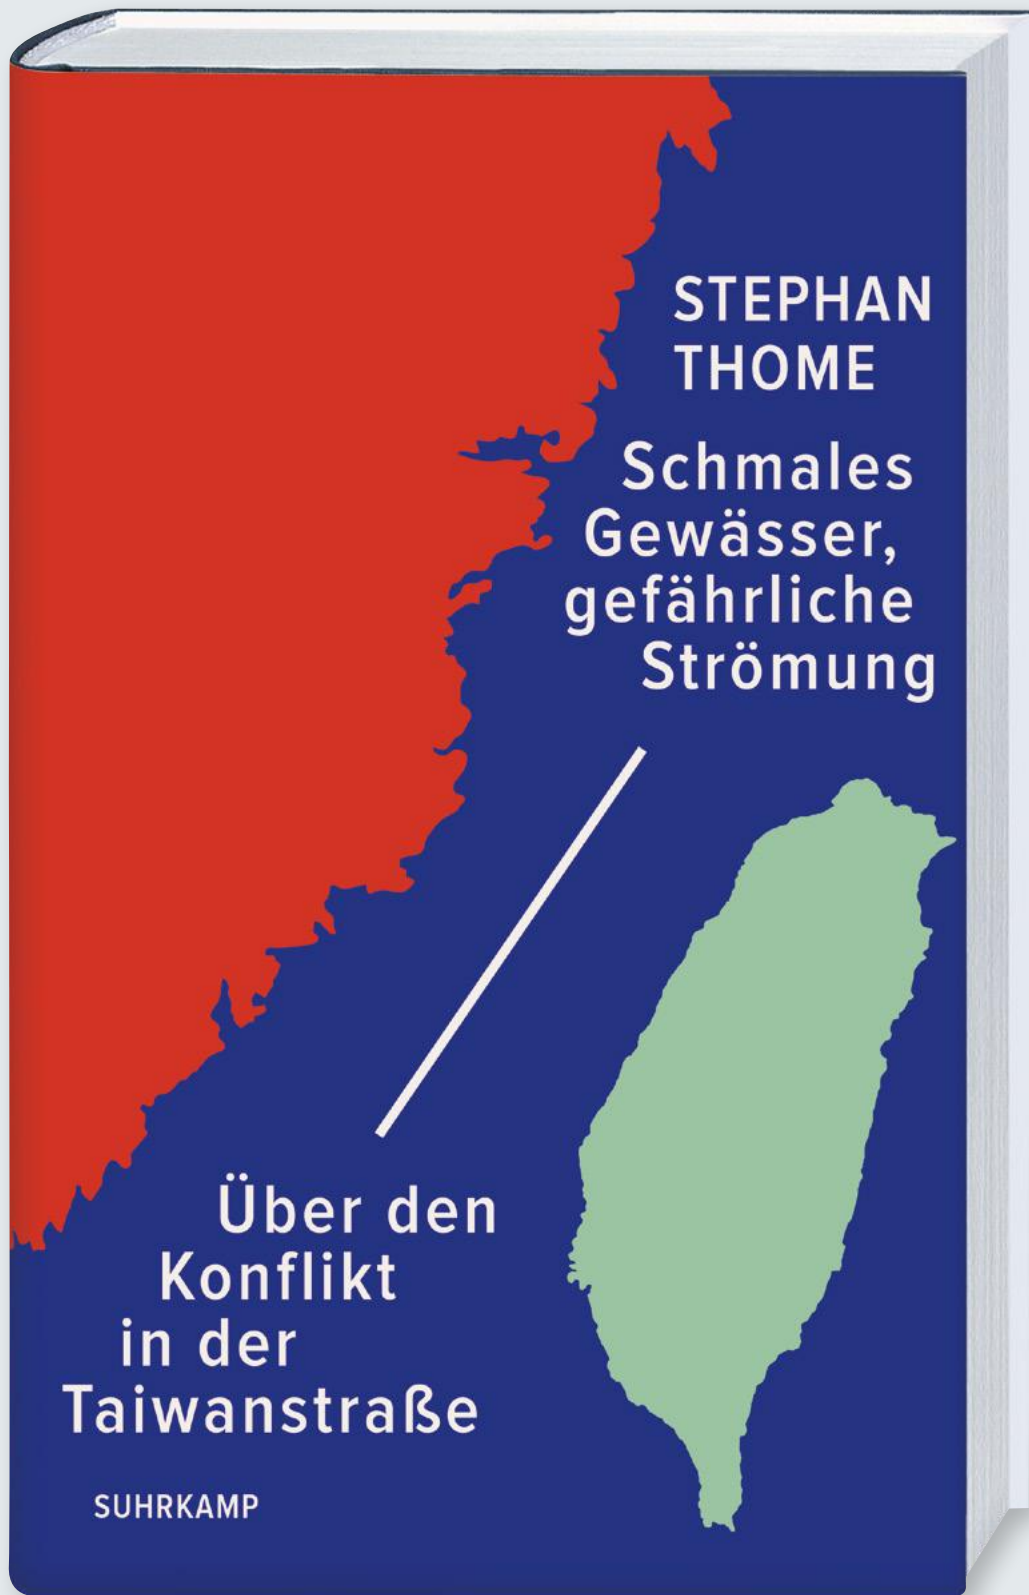 STEPHAN
THOME
Schmales
Gewässer,
gefährliche
Strömung
Über den
Konflikt
in der
Taiwanstraße
SUHRKAMP